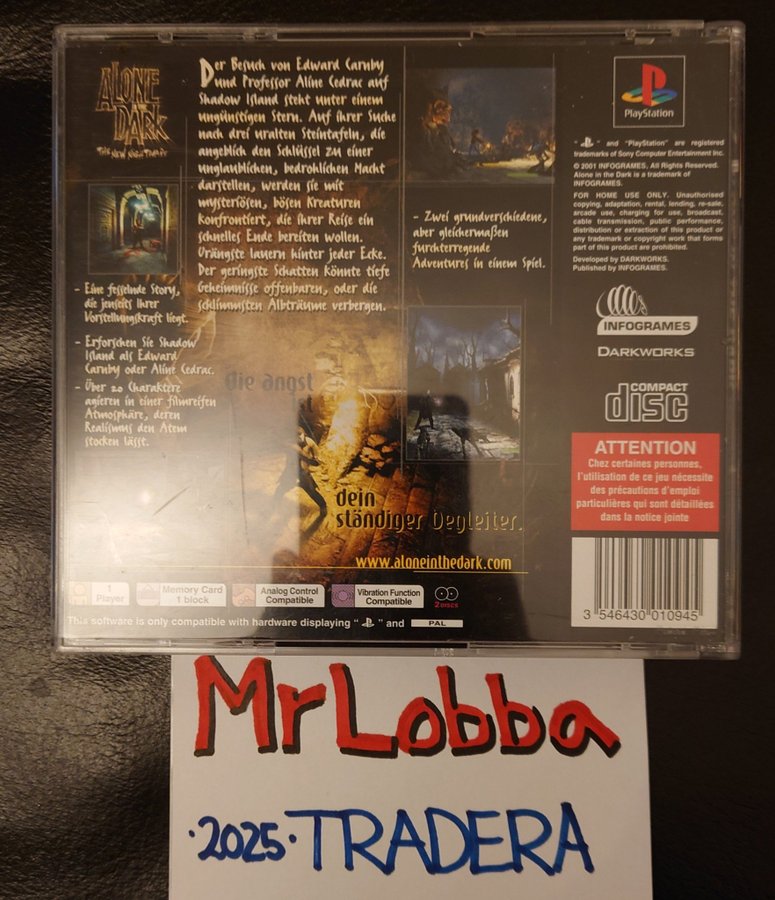 ALONE
IN THE
DARK
THE NEW NIGHTMARE
Der Besuch von Edward Carnby
und Professor Aline Cedrac auf
Shadow Island steht unter einem
ungünstigen Stern. Auf ihrer Suche
nach drei uralten Steintafeln, die
angeblich den Schlüssel zu einer
unglaublichen, bedrohlichen Macht
darstellen, werden sie mit
mysteriösen, bösen Kreaturen
konfrontiert, die ihrer Reise ein
schnelles Ende bereiten wollen.
Urängste lauern hinter jeder Ecke.
Der geringste Schatten könnte tiefe
Geheimnisse offenbaren, oder die
schlimmsten Albträume verbergen.
- Eine fesselnde Story,
die jenseits Ihrer
Vorstellungskraft liegt.
- Erforschen Sie Shadow
Island als Edward
Carnby oder Aline Cedrac.
- Über 20 Charaktere
agieren in einer filmreifen
Atmosphäre, deren
Realismus den Atem
stocken lässt.
- Zwei grundverschiedene,
aber gleichermaßen
furchterregende
Adventures in einem Spiel.
die angst
dein
ständiger Begleiter.
www.aloneinthedark.com
PlayStation
" " and "PlayStation" are registered
trademarks of Sony Computer Entertainment Inc.
© 2001 INFOGRAMES, All Rights Reserved.
Alone in the Dark is a trademark of
INFOGRAMES.
FOR HOME USE ONLY. Unauthorised
copying, adaptation, rental, lending, re-sale,
arcade use, charging for use, broadcast,
cable transmission, public performance,
distribution or extraction of this product or
any trademark or copyright work that forms
part of this product are prohibited.
Developed by DARKWORKS.
Published by INFOGRAMES.
INFOGRAMES
DARKWORKS
COMPACT
disc
ATTENTION
Chez certaines personnes,
l'utilisation de ce jeu nécessite
des précautions d'emploi
particulières qui sont détaillées
dans la notice jointe
3 546430 010945
1
Player
Memory Card
1 block
Analog Control
Compatible
Vibration Function
Compatible
2 DISCS
This software is only compatible with hardware displaying " " and PAL
MrLobba
·2025·TRADERA